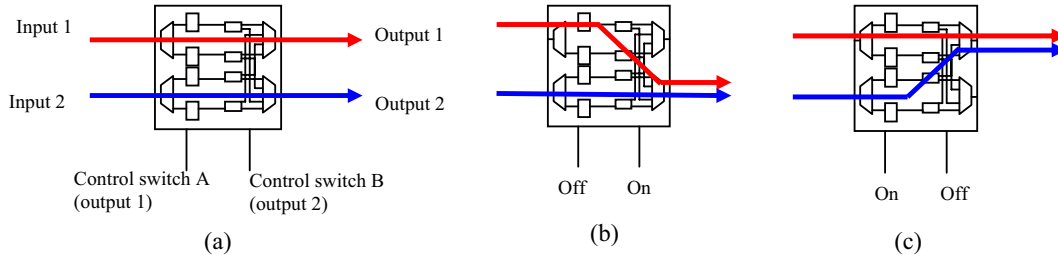 Input 1
Output 1
Input 2
Output 2
Control switch A
(output 1)
Control switch B
(output 2)
Off
On
On
Off
(a)
(b)
(c)